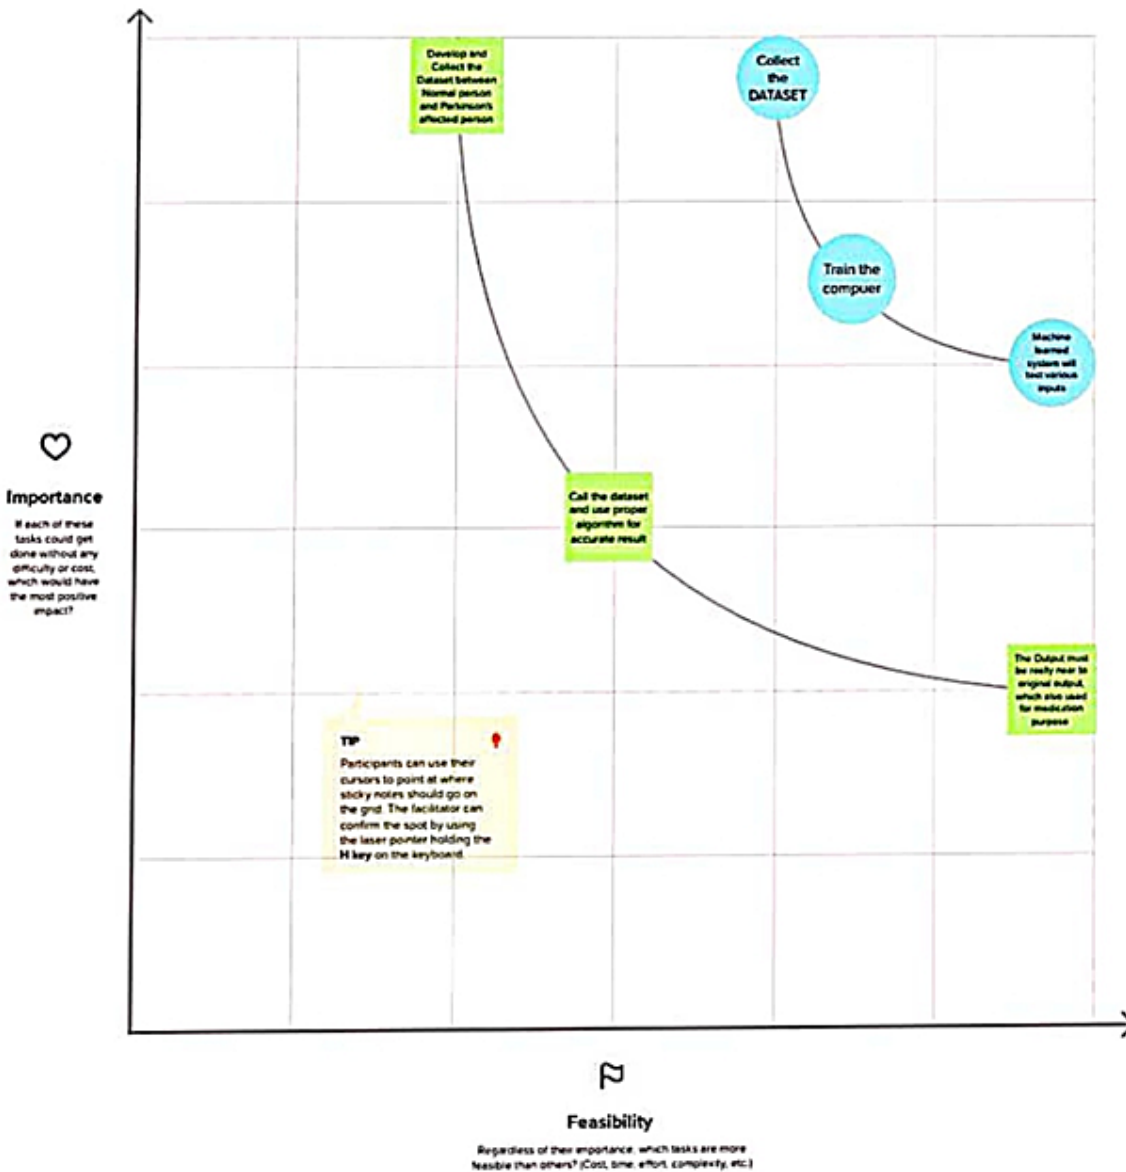 Develop and
Collect the
Dataset between
Normal person
and Parkinson's
affected person
Collect
the
DATASET
Train the
compuer
Machine
learned
system will
test various
inputs
Importance
If each of these
tasks could get
done without any
difficulty or cost,
which would have
the most positive
impact?
Call the dataset
and use proper
algorithm for
accurate result
The Output must
be really near to
original output,
which also used
for medication
purpose
TIP
Participants can use their
cursors to point at where
sticky notes should go on
the grid. The facilitator can
confirm the spot by using
the laser pointer holding the
H key on the keyboard.
Feasibility
Regardless of their importance, which tasks are more
feasible than others? (Cost, time, effort, complexity, etc.)